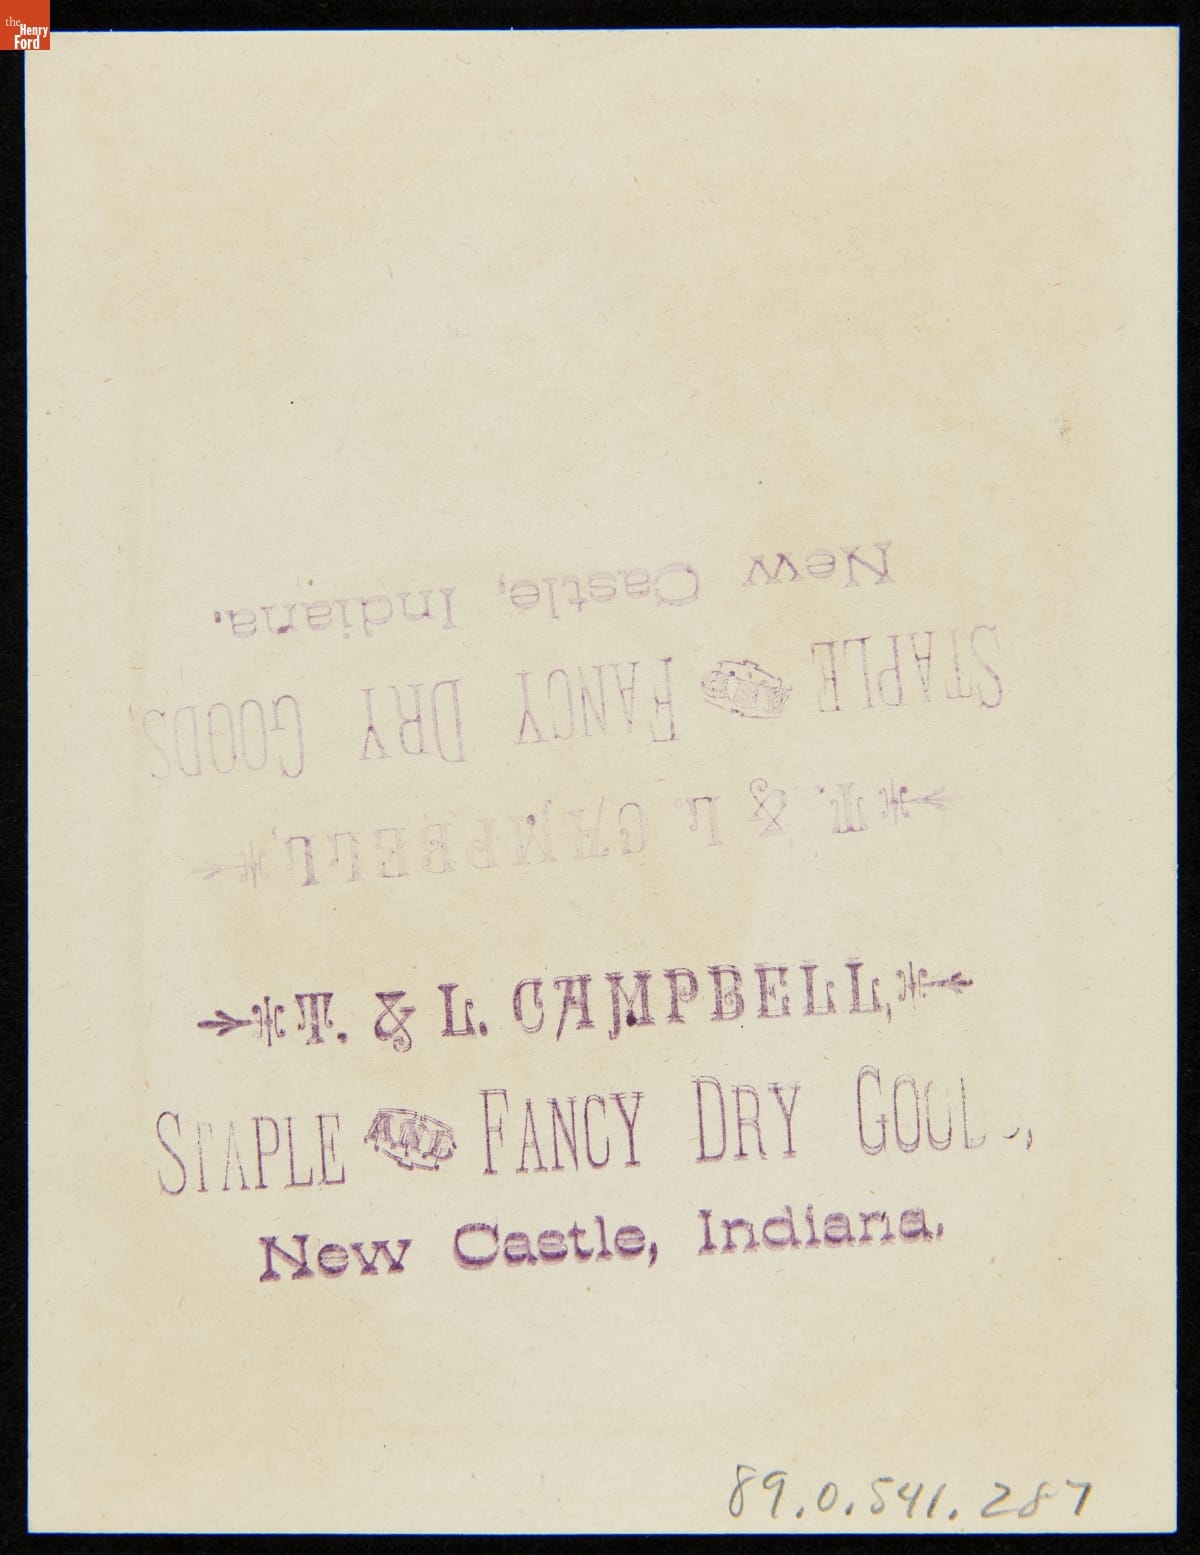 the
Henry
Ford
New Castle, Indiana.
STAPLE AND FANCY DRY GOODS,
T. & L. CAMPBELL,
T. & L. CAMPBELL,
STAPLE AND FANCY DRY GOODS,
New Castle, Indiana.
89.0.541.287